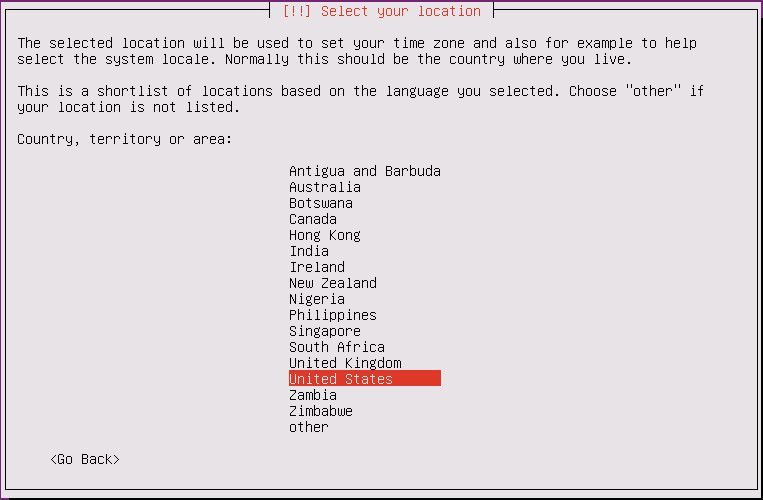 [!!] Select your location
The selected location will be used to set your time zone and also for example to help
select the system locale. Normally this should be the country where you live.
This is a shortlist of locations based on the language you selected. Choose "other" if
your location is not listed.
Country, territory or area:
Antigua and Barbuda
Australia
Botswana
Canada
Hong Kong
India
Ireland
New Zealand
Nigeria
Philippines
Singapore
South Africa
United Kingdom
United States
Zambia
Zimbabwe
other
<Go Back>